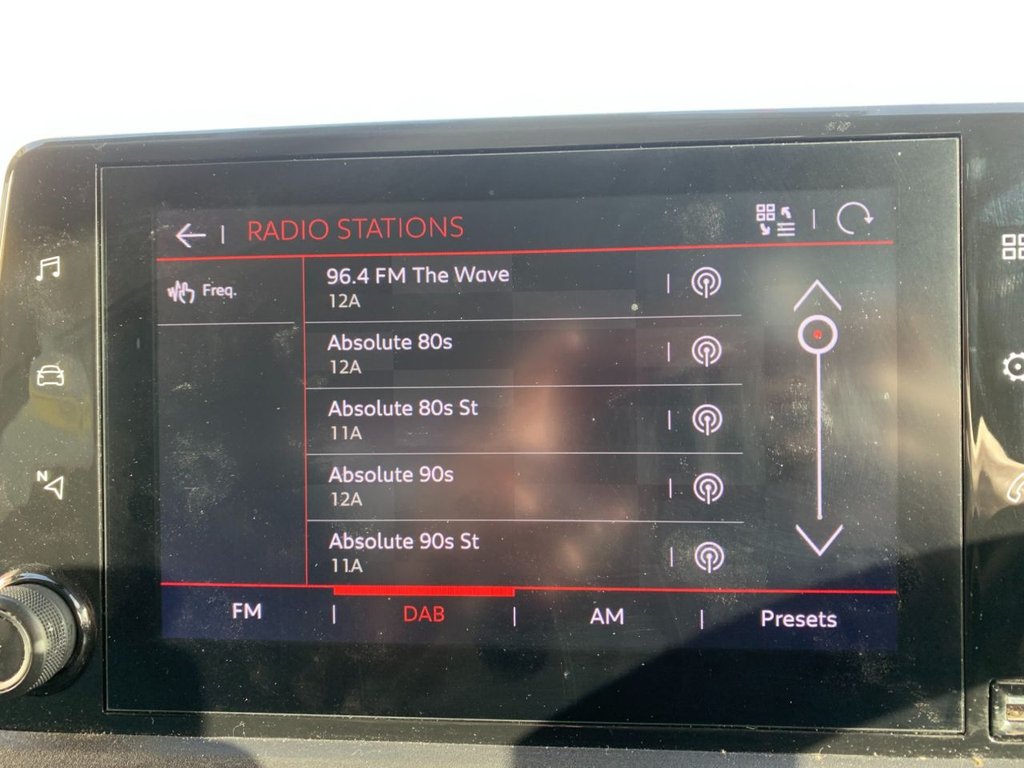 RADIO STATIONS
Freq.
96.4 FM The Wave
12A
Absolute 80s
12A
Absolute 80s St
11A
Absolute 90s
12A
Absolute 90s St
11A
N
FM
DAB
AM
Presets